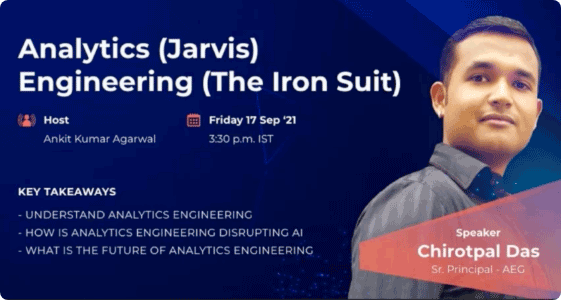 Analytics (Jarvis)
Engineering (The Iron Suit)
Host
Ankit Kumar Agarwal
Friday 17 Sep ‘21
3:30 p.m. IST
KEY TAKEAWAYS
- UNDERSTAND ANALYTICS ENGINEERING
- HOW IS ANALYTICS ENGINEERING DISRUPTING AI
- WHAT IS THE FUTURE OF ANALYTICS ENGINEERING
Speaker
Chirotpal Das
Sr. Principal - AEG